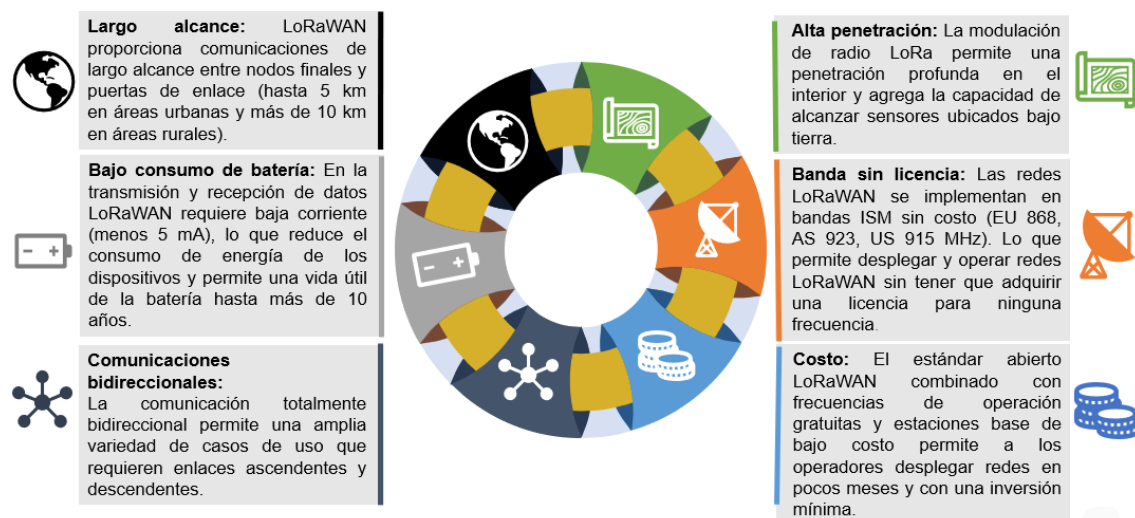 Largo alcance: LoRaWAN
proporciona comunicaciones de
largo alcance entre nodos finales y
puertas de enlace (hasta 5 km
en áreas urbanas y más de 10 km
en áreas rurales).
Bajo consumo de batería: En la
transmisión y recepción de datos
LoRaWAN requiere baja corriente
(menos 5 mA), lo que reduce el
consumo de energía de los
dispositivos y permite una vida útil
de la batería hasta más de 10
años.
Comunicaciones
bidireccionales:
La comunicación totalmente
bidireccional permite una amplia
variedad de casos de uso que
requieren enlaces ascendentes y
descendentes.
Alta penetración: La modulación
de radio LoRa permite una
penetración profunda en el
interior y agrega la capacidad de
alcanzar sensores ubicados bajo
tierra.
Banda sin licencia: Las redes
LoRaWAN se implementan en
bandas ISM sin costo (EU 868,
AS 923, US 915 MHz). Lo que
permite desplegar y operar redes
LoRaWAN sin tener que adquirir
una licencia para ninguna
frecuencia.
Costo: El estándar abierto
LoRaWAN combinado con
frecuencias de operación
gratuitas y estaciones base de
bajo costo permite a los
operadores desplegar redes en
pocos meses y con una inversión
mínima.